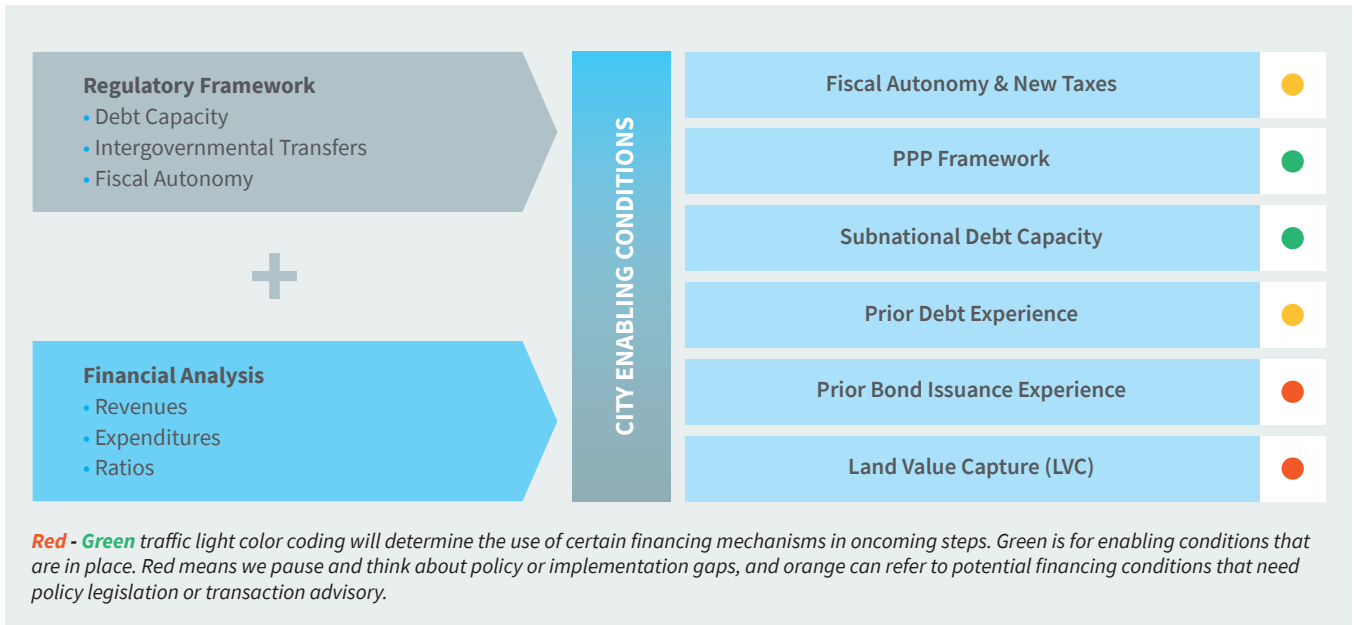 Regulatory Framework
• Debt Capacity
• Intergovernmental Transfers
• Fiscal Autonomy
+
Financial Analysis
• Revenues
• Expenditures
• Ratios
CITY ENABLING CONDITIONS
Fiscal Autonomy & New Taxes
PPP Framework
Subnational Debt Capacity
Prior Debt Experience
Prior Bond Issuance Experience
Land Value Capture (LVC)
Red - Green traffic light color coding will determine the use of certain financing mechanisms in oncoming steps. Green is for enabling conditions that
are in place. Red means we pause and think about policy or implementation gaps, and orange can refer to potential financing conditions that need
policy legislation or transaction advisory.